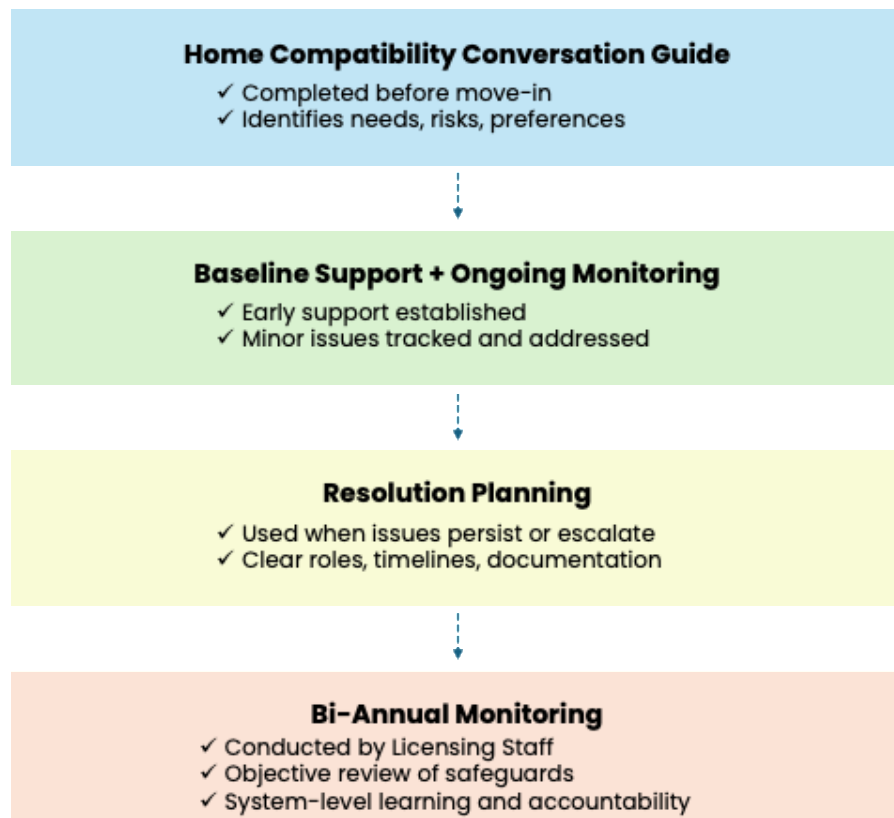 Home Compatibility Conversation Guide
✓ Completed before move-in
✓ Identifies needs, risks, preferences
Baseline Support + Ongoing Monitoring
✓ Early support established
✓ Minor issues tracked and addressed
Resolution Planning
✓ Used when issues persist or escalate
✓ Clear roles, timelines, documentation
Bi-Annual Monitoring
✓ Conducted by Licensing Staff
✓ Objective review of safeguards
✓ System-level learning and accountability